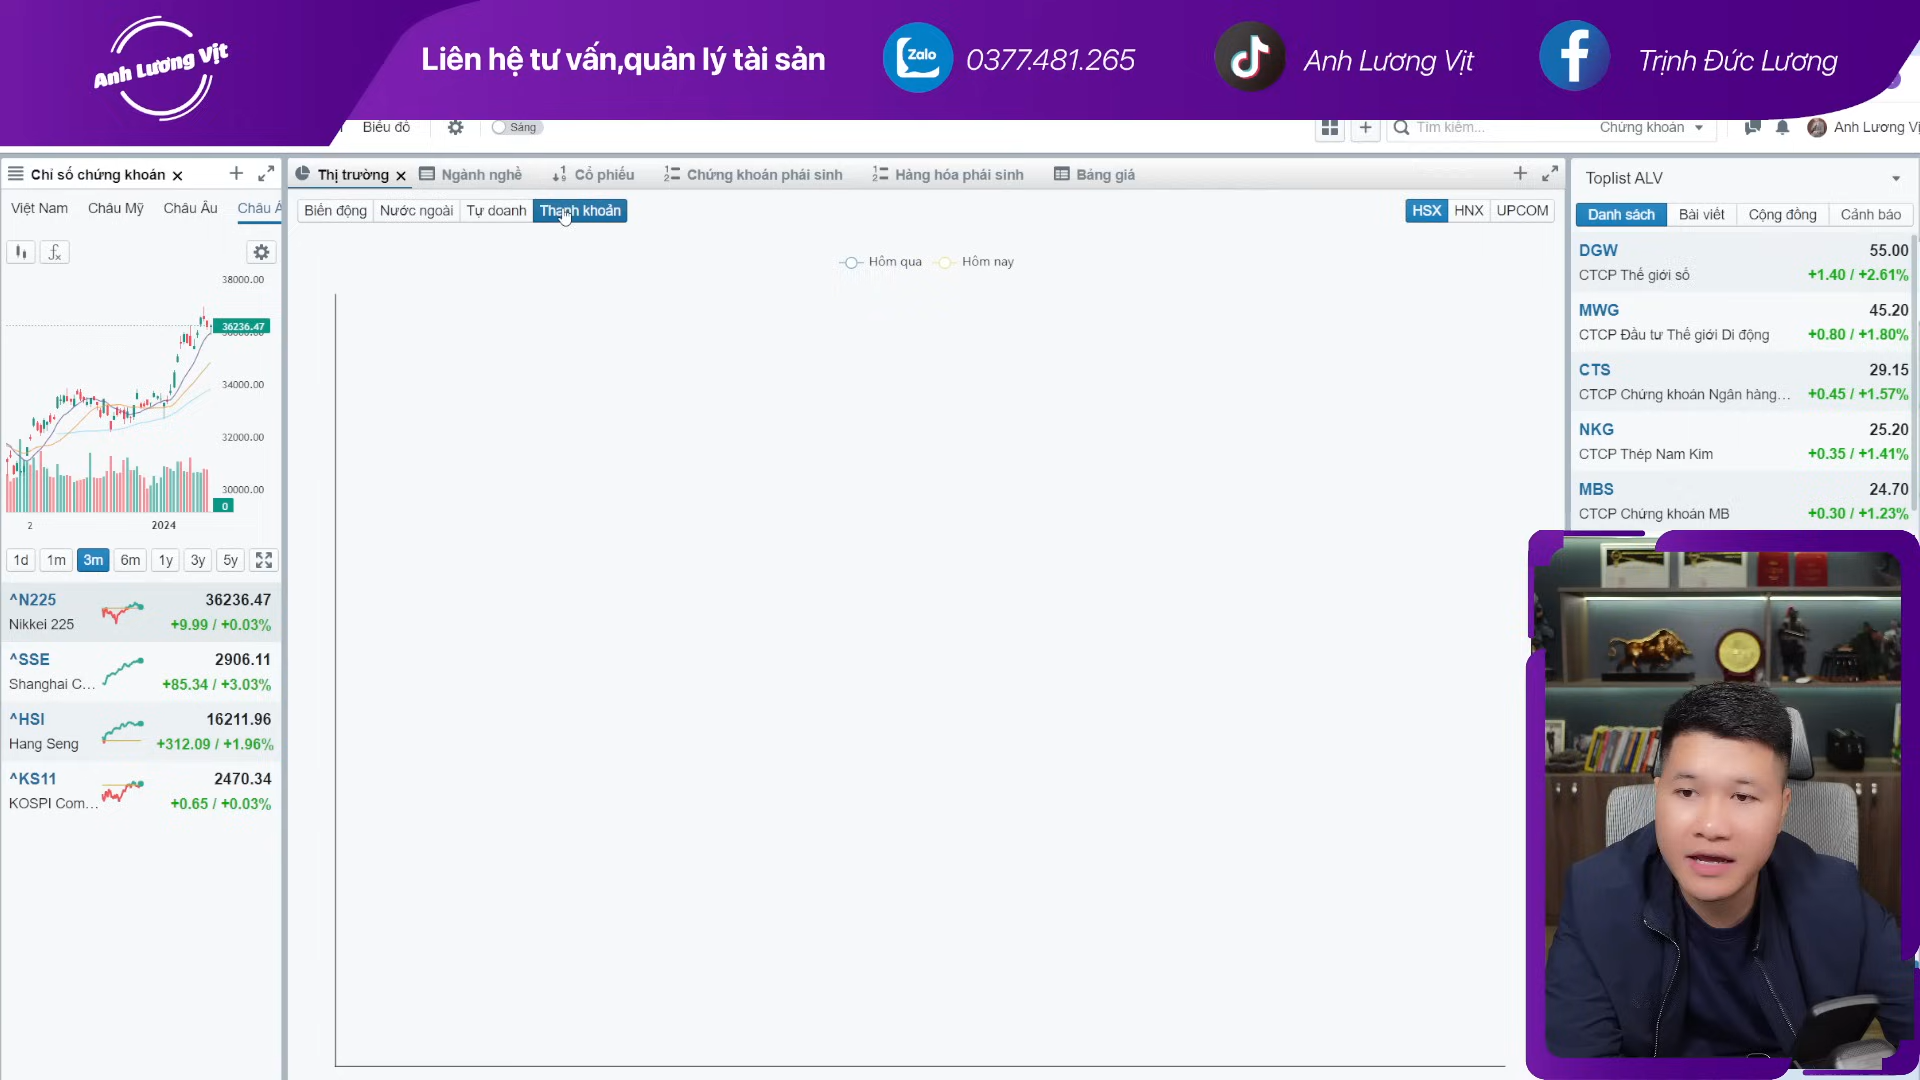 Anh Lương Vịt
Liên hệ tư vấn,quản lý tài sản
Zalo
0377.481.265
Anh Lương Vịt
Trịnh Đức Lương
Biểu đồ
Sáng
Tìm kiếm...
Chứng khoán
Anh Lương Vị
Chỉ số chứng khoán
Thị trường
Ngành nghề
Cổ phiếu
Chứng khoán phái sinh
Hàng hóa phái sinh
Bảng giá
Toplist ALV
Việt Nam
Châu Mỹ
Châu Âu
Châu Á
Biến động
Nước ngoài
Tự doanh
Thanh khoản
HSX
HNX
UPCOM
Danh sách
Bài viết
Cộng đồng
Cảnh báo
Hôm qua
Hôm nay
38000.00
36236.47
34000.00
32000.00
30000.00
0
2
2024
1d
1m
3m
6m
1y
3y
5y
^N225
36236.47
Nikkei 225
+9.99 / +0.03%
^SSE
2906.11
Shanghai C...
+85.34 / +3.03%
^HSI
16211.96
Hang Seng
+312.09 / +1.96%
^KS11
2470.34
KOSPI Com...
+0.65 / +0.03%
DGW
55.00
CTCP Thế giới số
+1.40 / +2.61%
MWG
45.20
CTCP Đầu tư Thế giới Di động
+0.80 / +1.80%
CTS
29.15
CTCP Chứng khoán Ngân hàng...
+0.45 / +1.57%
NKG
25.20
CTCP Thép Nam Kim
+0.35 / +1.41%
MBS
24.70
CTCP Chứng khoán MB
+0.30 / +1.23%